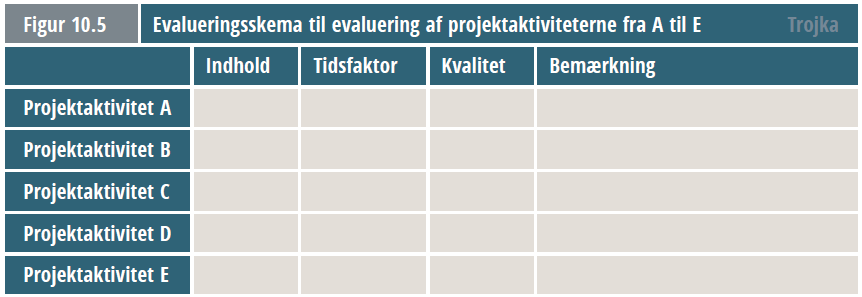 Figur 10.5 Evalueringsskema til evaluering af projektaktiviteterne fra A til E Trojka
Indhold Tidsfaktor Kvalitet Bemærkning
Projektaktivitet A
Projektaktivitet B
Projektaktivitet C
Projektaktivitet D
Projektaktivitet E